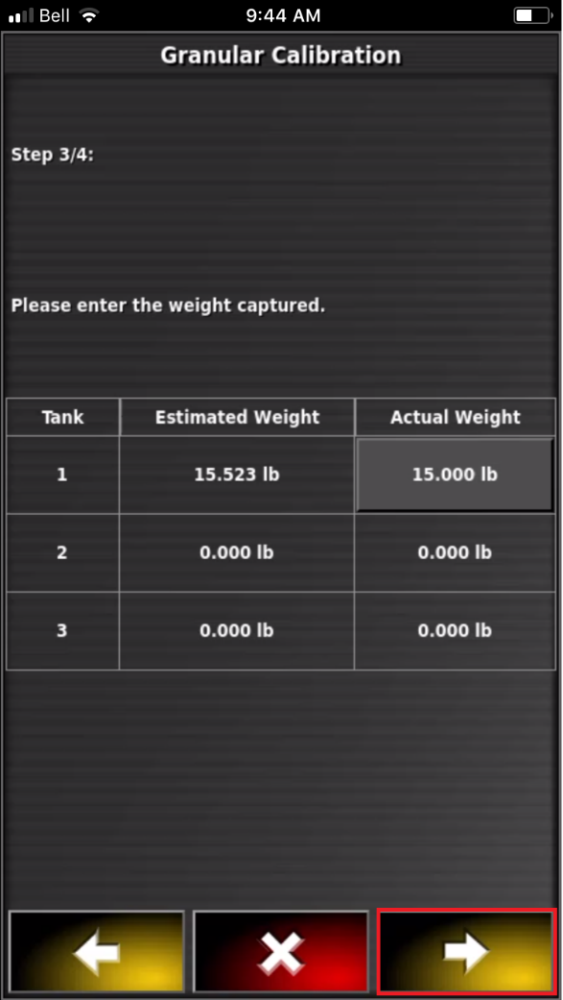 Bell 9:44 AM
Granular Calibration
Step 3/4:
Please enter the weight captured.
Tank Estimated Weight Actual Weight
1 15.523 lb 15.000 lb
2 0.000 lb 0.000 lb
3 0.000 lb 0.000 lb